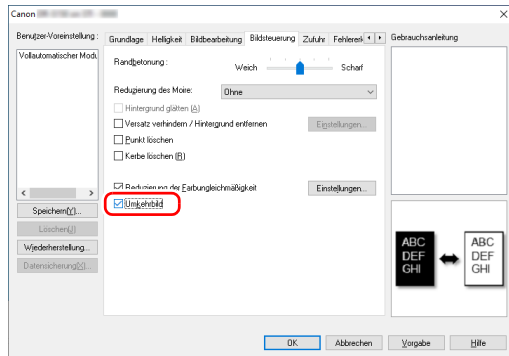 Canon
Benutzer-Voreinstellung :
Vollautomatischer Modu
Speichern(Y)...
Löschen(J)
Wiederherstellung...
Datensicherung(X)...
Grundlage Helligkeit Bildbearbeitung Bildsteuerung Zufuhr Fehlererk
Randbetonung :
Weich Scharf
Reduzierung des Moire: Ohne
Hintergrund glätten (A)
Versatz verhindern / Hintergrund entfernen Einstellungen...
Punkt löschen
Kerbe löschen (R)
Reduzierung der Farbungleichmäßigkeit Einstellungen...
Umkehrbild
Gebrauchsanleitung
ABC ABC
DEF DEF
GHI GHI
OK Abbrechen Vorgabe Hilfe